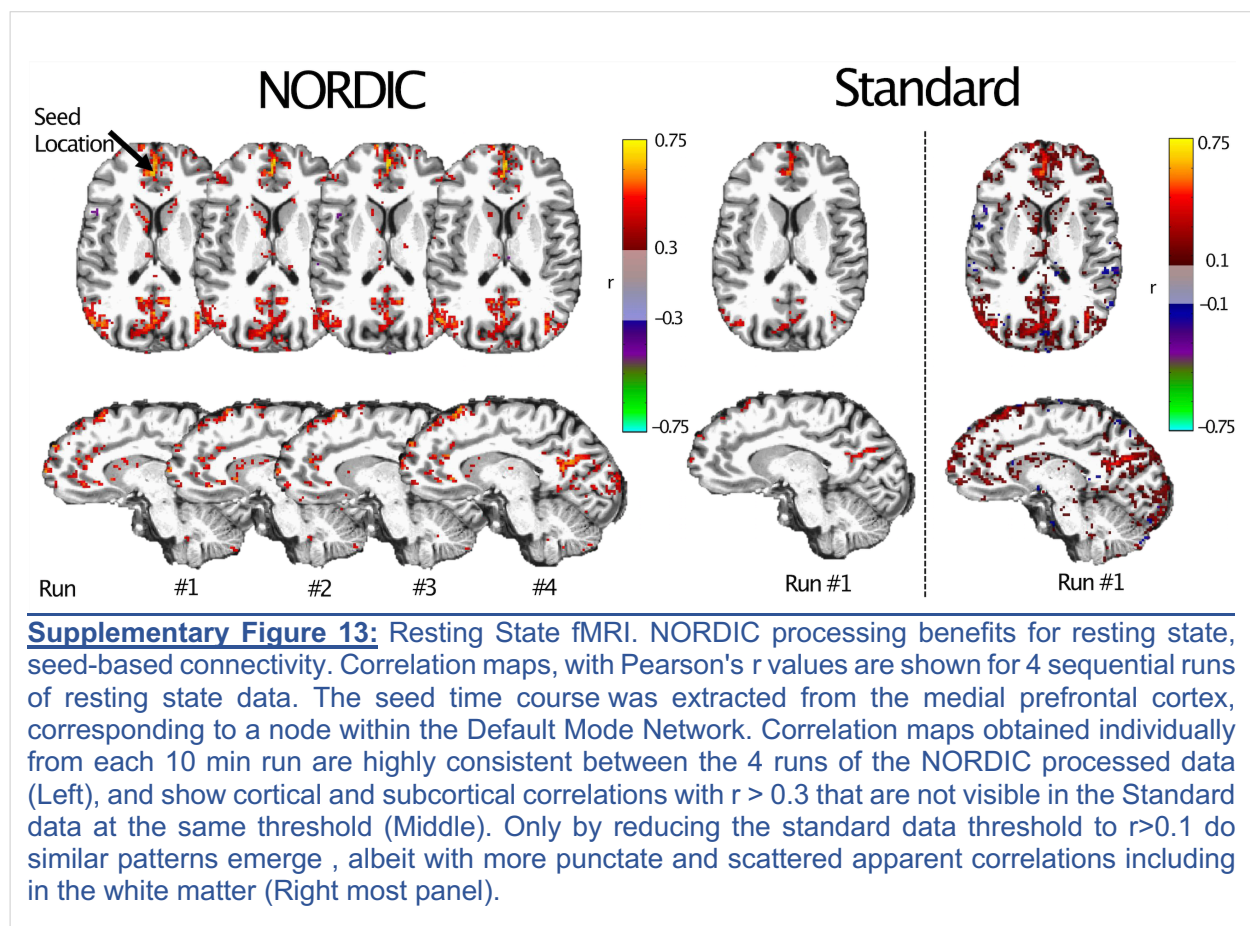 NORDIC
Standard
Seed
Location
0.75
0.3
r
−0.3
−0.75
0.75
0.1
r
−0.1
−0.75
Run #1 #2 #3 #4
Run #1
Run #1
Supplementary Figure 13: Resting State fMRI. NORDIC processing benefits for resting state,
seed-based connectivity. Correlation maps, with Pearson's r values are shown for 4 sequential runs
of resting state data. The seed time course was extracted from the medial prefrontal cortex,
corresponding to a node within the Default Mode Network. Correlation maps obtained individually
from each 10 min run are highly consistent between the 4 runs of the NORDIC processed data
(Left), and show cortical and subcortical correlations with r > 0.3 that are not visible in the Standard
data at the same threshold (Middle). Only by reducing the standard data threshold to r>0.1 do
similar patterns emerge , albeit with more punctate and scattered apparent correlations including
in the white matter (Right most panel).